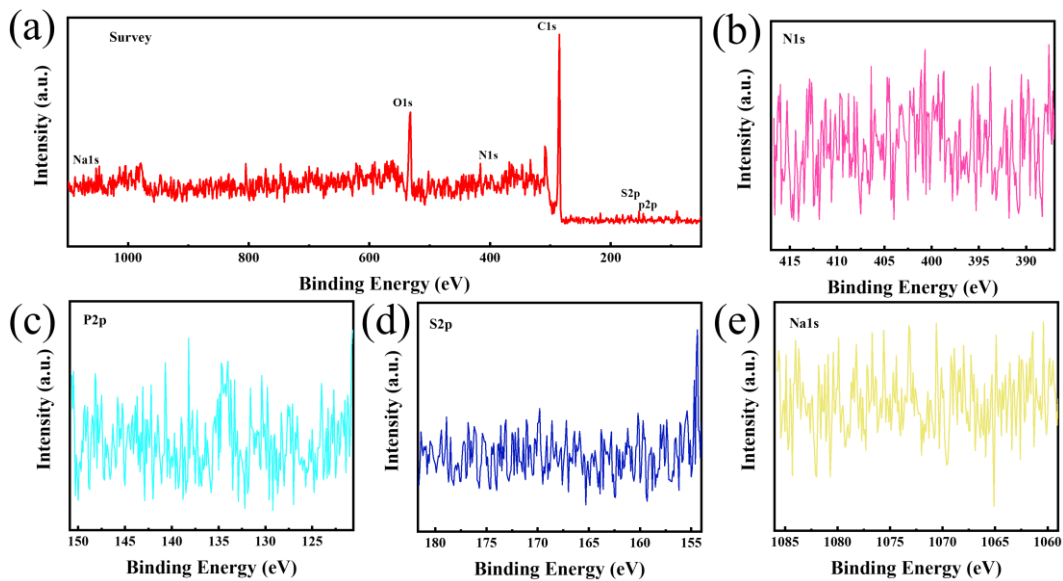 (a)
Survey
C1s
O1s
Na1s
N1s
S2p
p2p
Intensity (a.u.)
1000 800 600 400 200
Binding Energy (eV)
(b)
N1s
Intensity (a.u.)
415 410 405 400 395 390
Binding Energy (eV)
(c)
P2p
Intensity (a.u.)
150 145 140 135 130 125
Binding Energy (eV)
(d)
S2p
Intensity (a.u.)
180 175 170 165 160 155
Binding Energy (eV)
(e)
Na1s
Intensity (a.u.)
1085 1080 1075 1070 1065 1060
Binding Energy (eV)